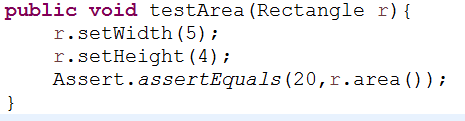 public void testArea(Rectangle r){
r.setWidth(5);
r.setHeight(4);
Assert.assertEquals(20,r.area());
}